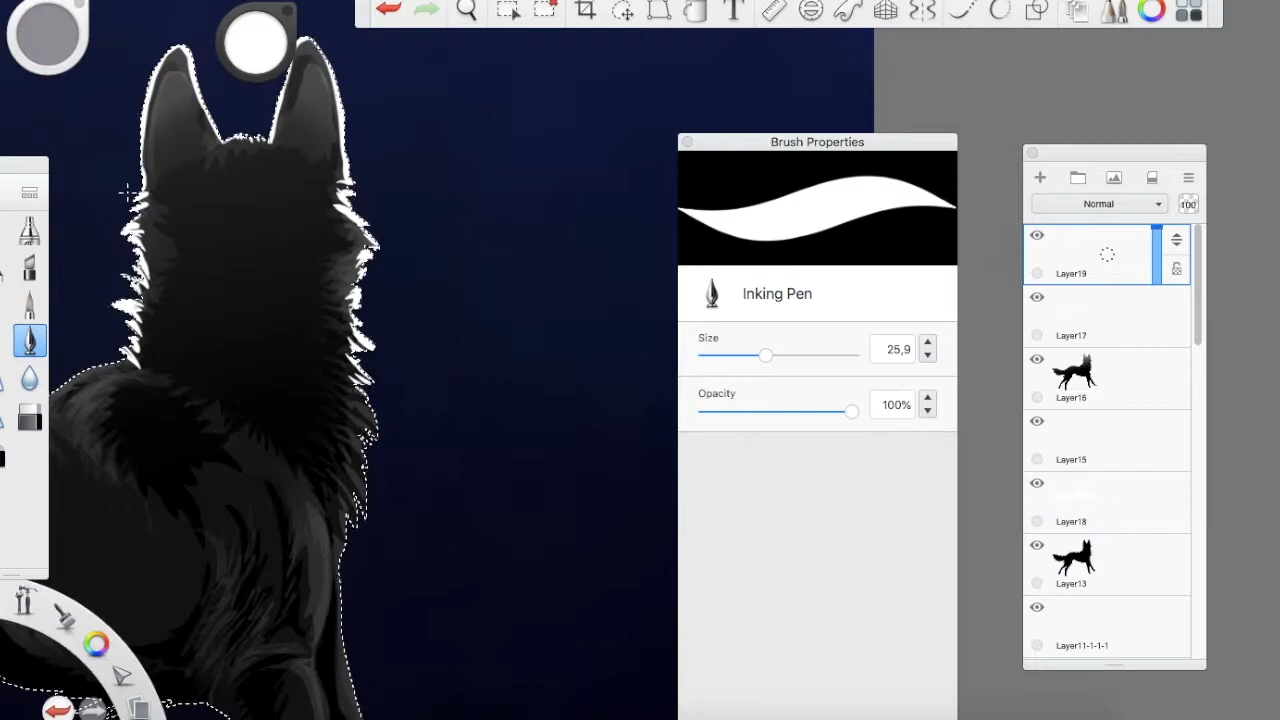 Brush Properties
Inking Pen
Size
25,9
Opacity
100%
Normal
100
Layer19
Layer17
Layer16
Layer15
Layer18
Layer13
Layer11-1-1-1